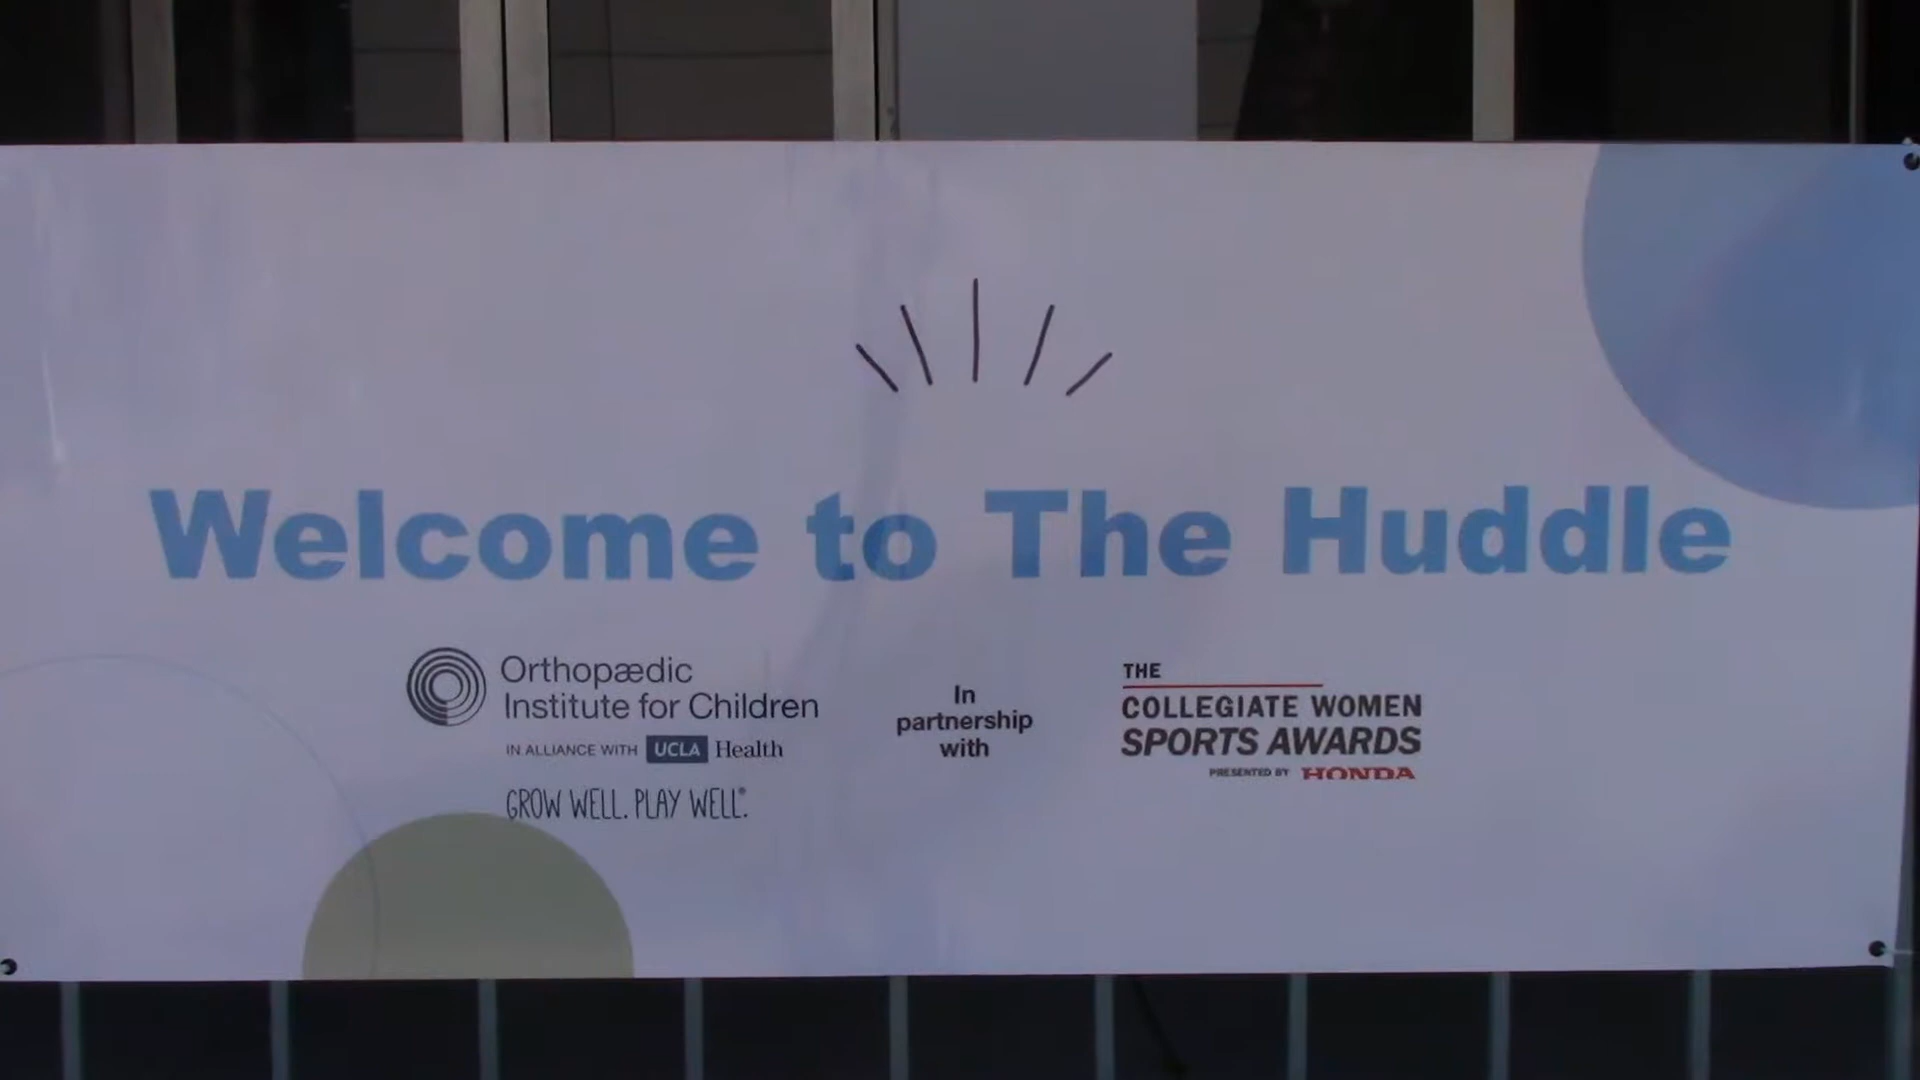 Welcome to The Huddle
Orthopædic
Institute for Children
IN ALLIANCE WITH UCLA Health
GROW WELL. PLAY WELL.®
In
partnership
with
THE
COLLEGIATE WOMEN
SPORTS AWARDS
PRESENTED BY HONDA